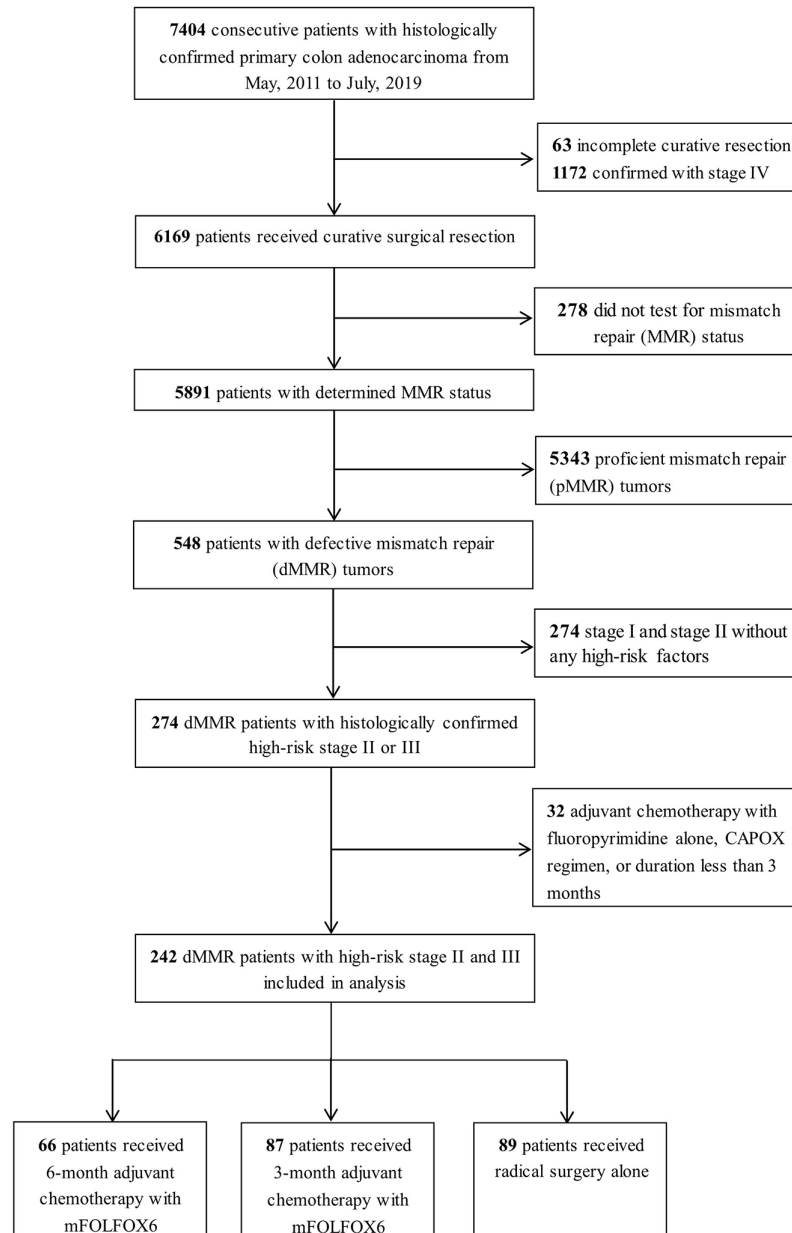 7404 consecutive patients with histologically
confirmed primary colon adenocarcinoma from
May, 2011 to July, 2019
63 incomplete curative resection
1172 confirmed with stage IV
6169 patients received curative surgical resection
278 did not test for mismatch
repair (MMR) status
5891 patients with determined MMR status
5343 proficient mismatch repair
(pMMR) tumors
548 patients with defective mismatch repair
(dMMR) tumors
274 stage I and stage II without
any high-risk factors
274 dMMR patients with histologically confirmed
high-risk stage II or III
32 adjuvant chemotherapy with
fluoropyrimidine alone, CAPOX
regimen, or duration less than 3
months
242 dMMR patients with high-risk stage II and III
included in analysis
66 patients received
6-month adjuvant
chemotherapy with
mFOLFOX6
87 patients received
3-month adjuvant
chemotherapy with
mFOLFOX6
89 patients received
radical surgery alone